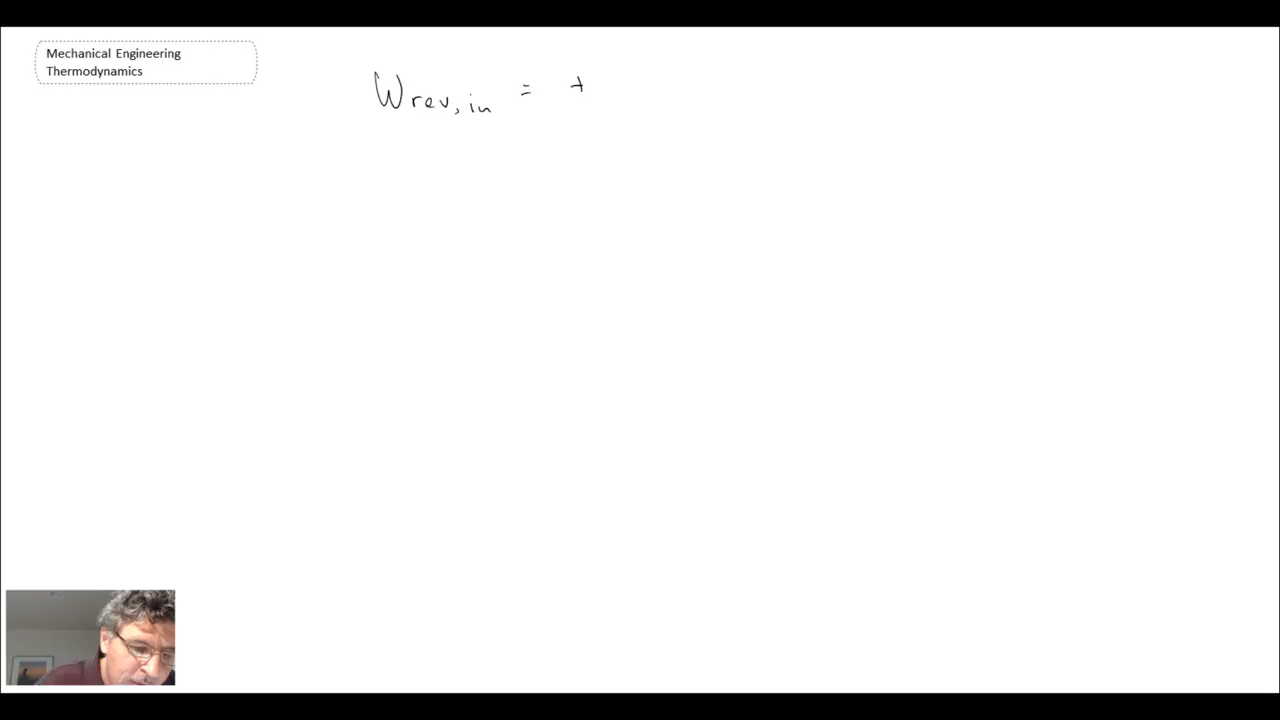 Mechanical Engineering
Thermodynamics
Wrev, in = +